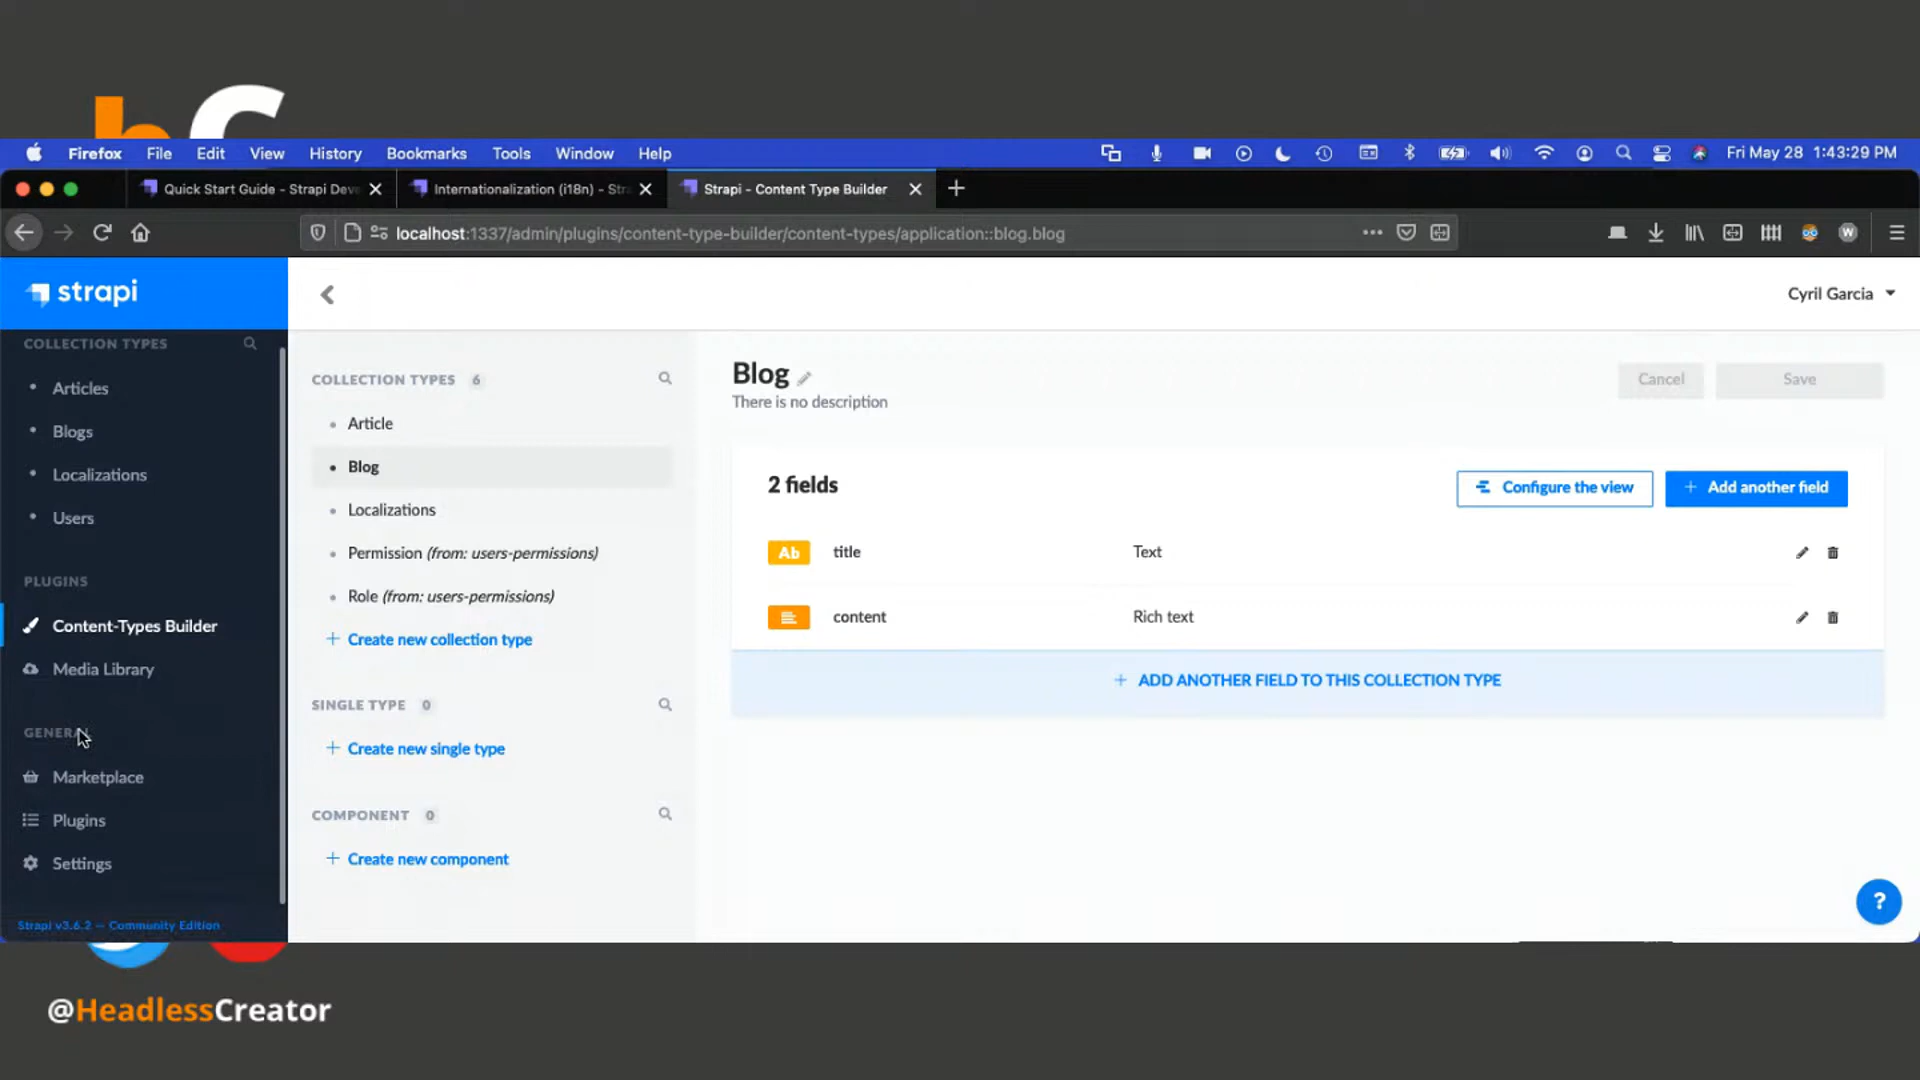 hC
Firefox File Edit View History Bookmarks Tools Window Help Fri May 28 1:43:29 PM
Quick Start Guide - Strapi Deve Internationalization (i18n) - Stra Strapi - Content Type Builder
localhost:1337/admin/plugins/content-type-builder/content-types/application::blog.blog
W
strapi
Cyril Garcia
COLLECTION TYPES
Articles
Blogs
Localizations
Users
PLUGINS
Content-Types Builder
Media Library
GENERAL
Marketplace
Plugins
Settings
Strapi v3.6.2 — Community Edition
COLLECTION TYPES 6
Article
Blog
Localizations
Permission (from: users-permissions)
Role (from: users-permissions)
+ Create new collection type
SINGLE TYPE 0
+ Create new single type
COMPONENT 0
+ Create new component
Blog
There is no description
Cancel Save
2 fields
Configure the view + Add another field
Ab title Text
content Rich text
+ ADD ANOTHER FIELD TO THIS COLLECTION TYPE
?
@HeadlessCreator